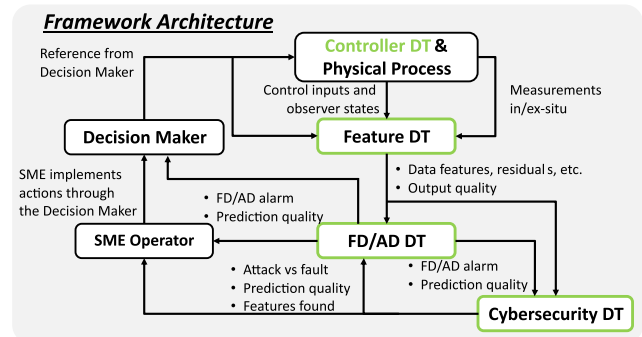 Framework Architecture
Reference from
Decision Maker
Controller DT &
Physical Process
Control inputs and
observer states
Measurements
in/ex-situ
Decision Maker
Feature DT
• Data features, residuals, etc.
• Output quality
SME implements
actions through
the Decision Maker
• FD/AD alarm
• Prediction quality
SME Operator
FD/AD DT
• Attack vs fault
• Prediction quality
• Features found
• FD/AD alarm
• Prediction quality
Cybersecurity DT